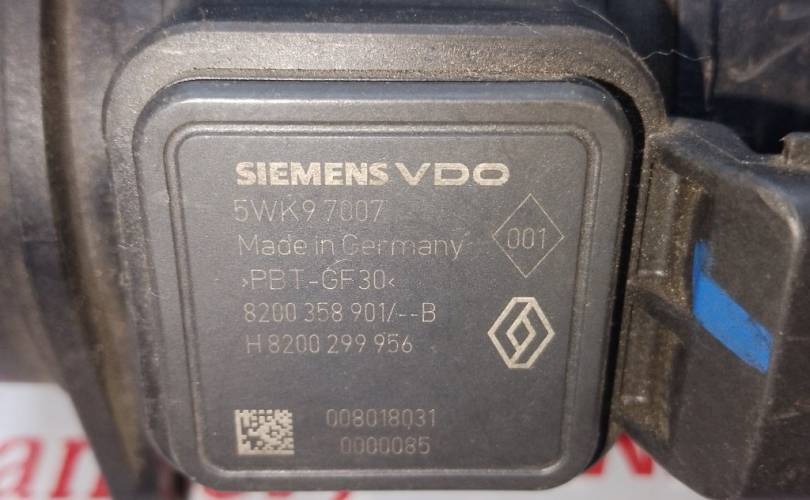 SIEMENS VDO
5WK9 7007
Made in Germany
001
>PBT-GF30<
8200 358 901/--B
H 8200 299 956
008018031
0000085